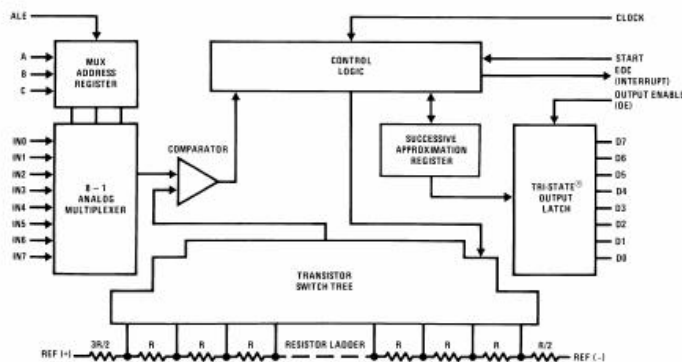 ALE
CLOCK
A
B
C
MUX
ADDRESS
REGISTER
CONTROL
LOGIC
START
EOC
(INTERRUPT)
OUTPUT ENABLE
(OE)
COMPARATOR
SUCCESSIVE
APPROXIMATION
REGISTER
IN0
IN1
IN2
IN3
IN4
IN5
IN6
IN7
8 – 1
ANALOG
MULTIPLEXER
TRI-STATE®
OUTPUT
LATCH
D7
D6
D5
D4
D3
D2
D1
D0
TRANSISTOR
SWITCH TREE
REF (+) 3R/2 R R R RESISTOR LADDER R R R R/2 REF (–)